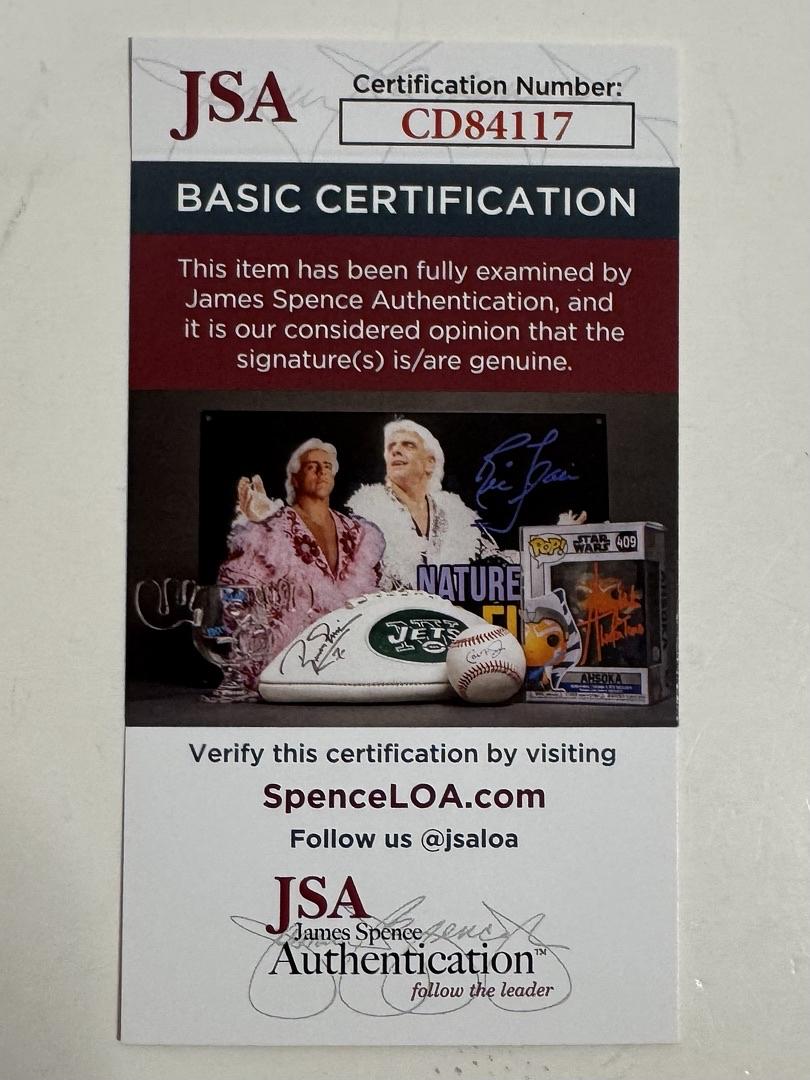 JSA
Certification Number:
CD84117
BASIC CERTIFICATION
This item has been fully examined by
James Spence Authentication, and
it is our considered opinion that the
signature(s) is/are genuine.
NATURE
POP!
STAR
WARS
409
JETS
AHSOKA
Verify this certification by visiting
SpenceLOA.com
Follow us @jsaloa
JSA
James Spence
Authentication™
follow the leader